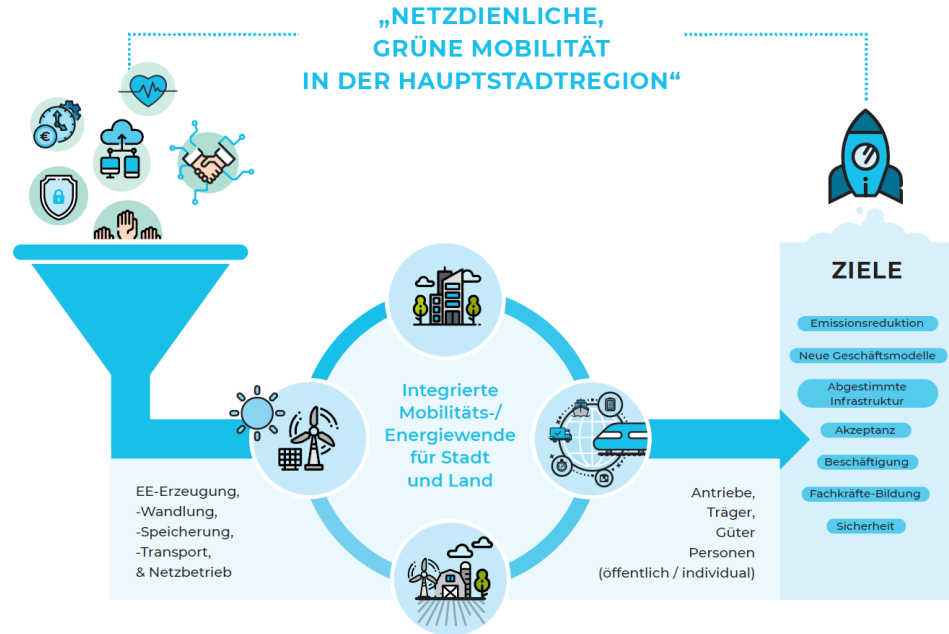 „NETZDIENLICHE,
GRÜNE MOBILITÄT
IN DER HAUPTSTADTREGION“
ZIELE
Emissionsreduktion
Neue Geschäftsmodelle
Abgestimmte
Infrastruktur
Akzeptanz
Beschäftigung
Fachkräfte-Bildung
Sicherheit
Integrierte
Mobilitäts-/
Energiewende
für Stadt
und Land
EE-Erzeugung,
-Wandlung,
-Speicherung,
-Transport,
& Netzbetrieb
Antriebe,
Träger,
Güter
Personen
(öffentlich / individual)
€